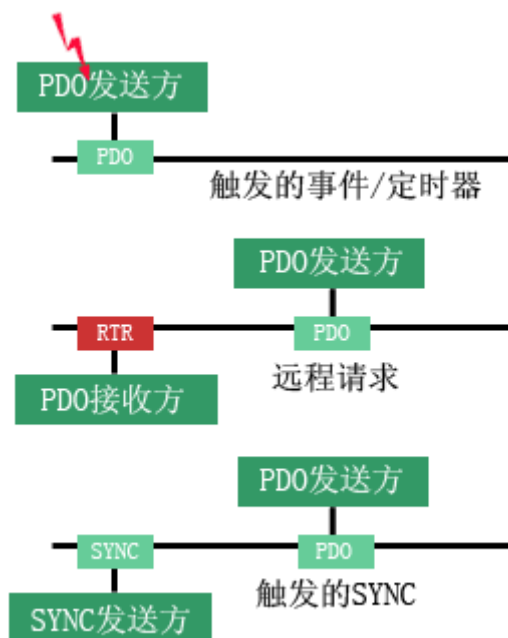 PDO发送方
PDO
触发的事件/定时器
PDO发送方
RTR
PDO
PDO接收方
远程请求
PDO发送方
SYNC
PDO
SYNC发送方
触发的SYNC